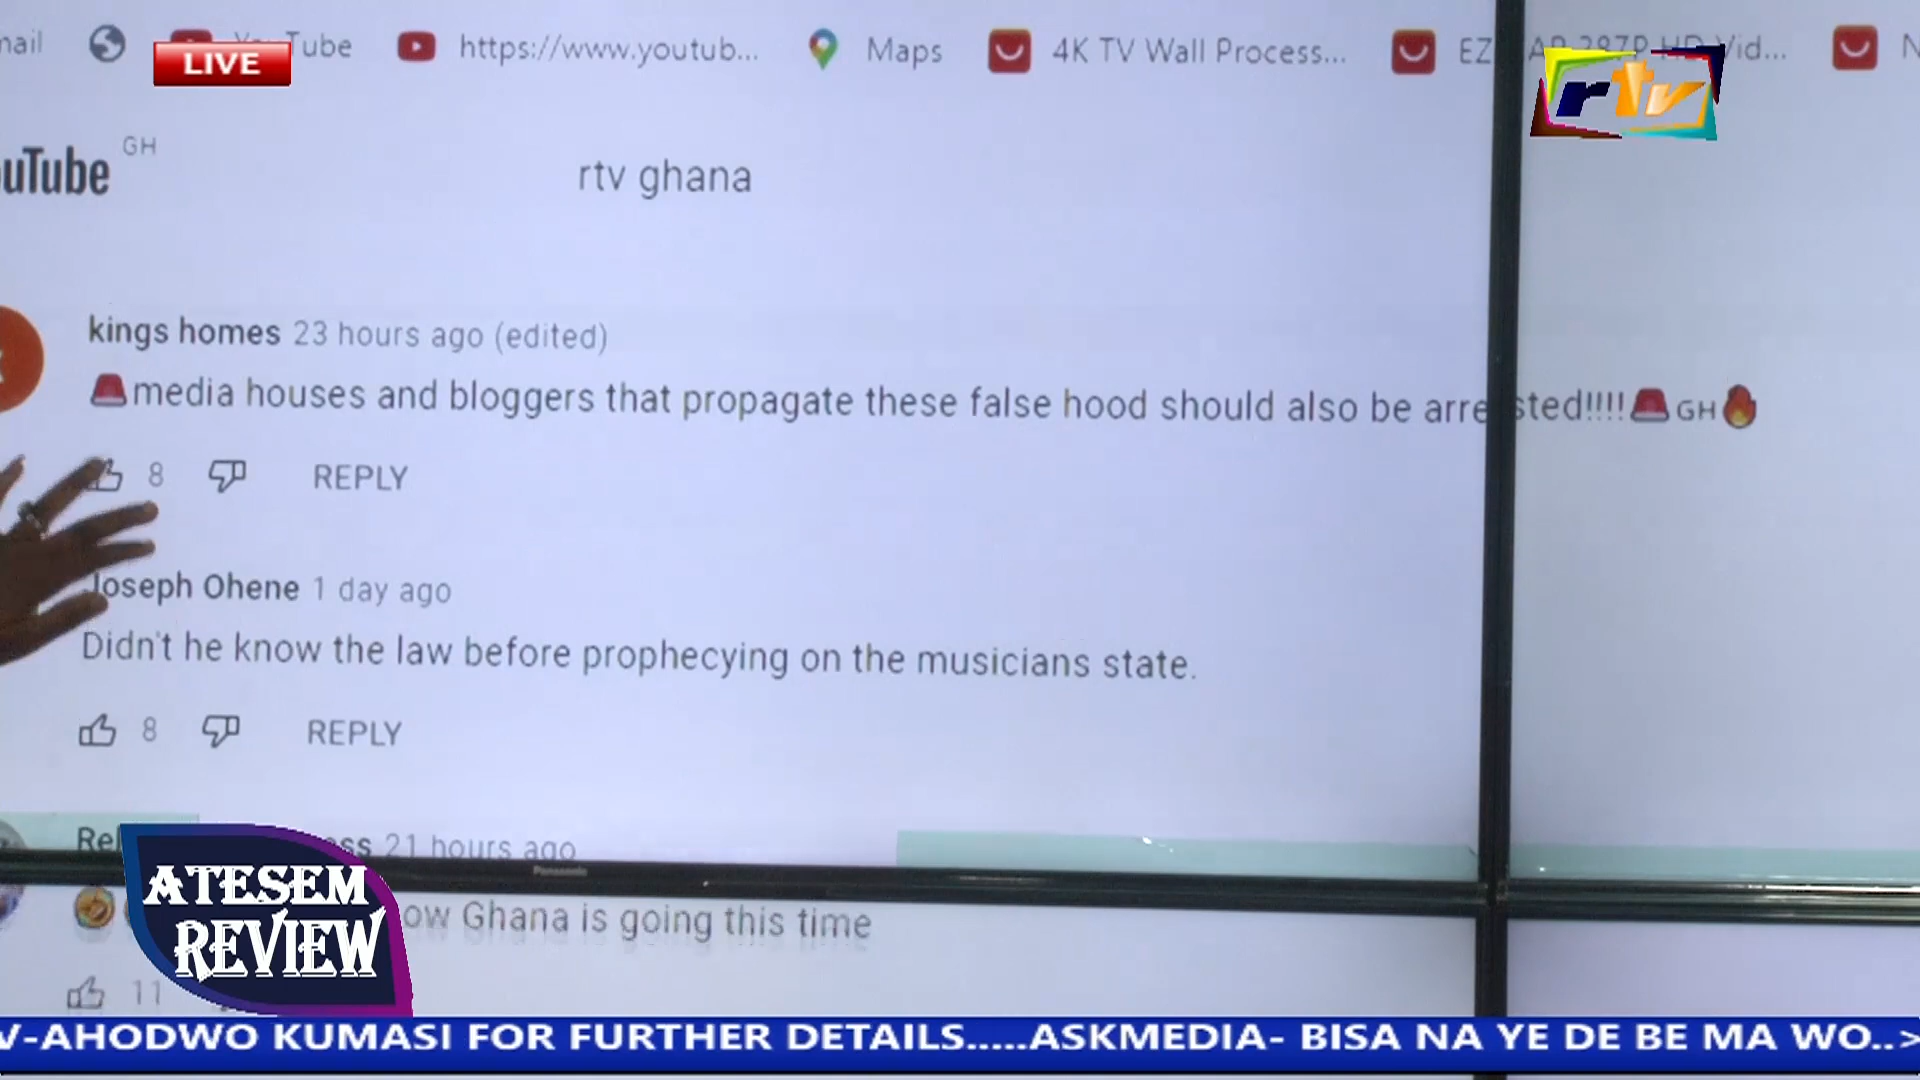 LIVE
Tube
https://www.youtub...
Maps
4K TV Wall Process...
rtv
uTube GH
rtv ghana
kings homes 23 hours ago (edited)
🚨media houses and bloggers that propagate these false hood should also be arrested!!!!🚨GH🔥
8 REPLY
Joseph Ohene 1 day ago
Didn't he know the law before prophecying on the musicians state.
8 REPLY
21 hours ago
Panasonic
Ghana is going this time
11
ATESEM
REVIEW
V-AHODWO KUMASI FOR FURTHER DETAILS.....ASKMEDIA- BISA NA YE DE BE MA WO..>